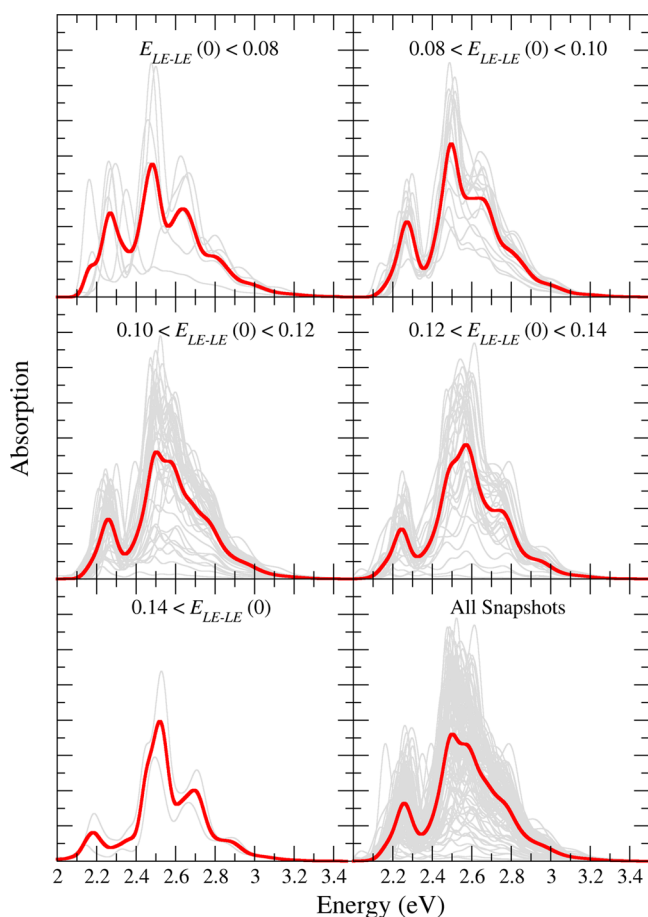 E_LE-LE (0) < 0.08
0.08 < E_LE-LE (0) < 0.10
0.10 < E_LE-LE (0) < 0.12
0.12 < E_LE-LE (0) < 0.14
Absorption
0.14 < E_LE-LE (0)
All Snapshots
2 2.2 2.4 2.6 2.8 3 3.2 3.4 2.2 2.4 2.6 2.8 3 3.2 3.4
Energy (eV)